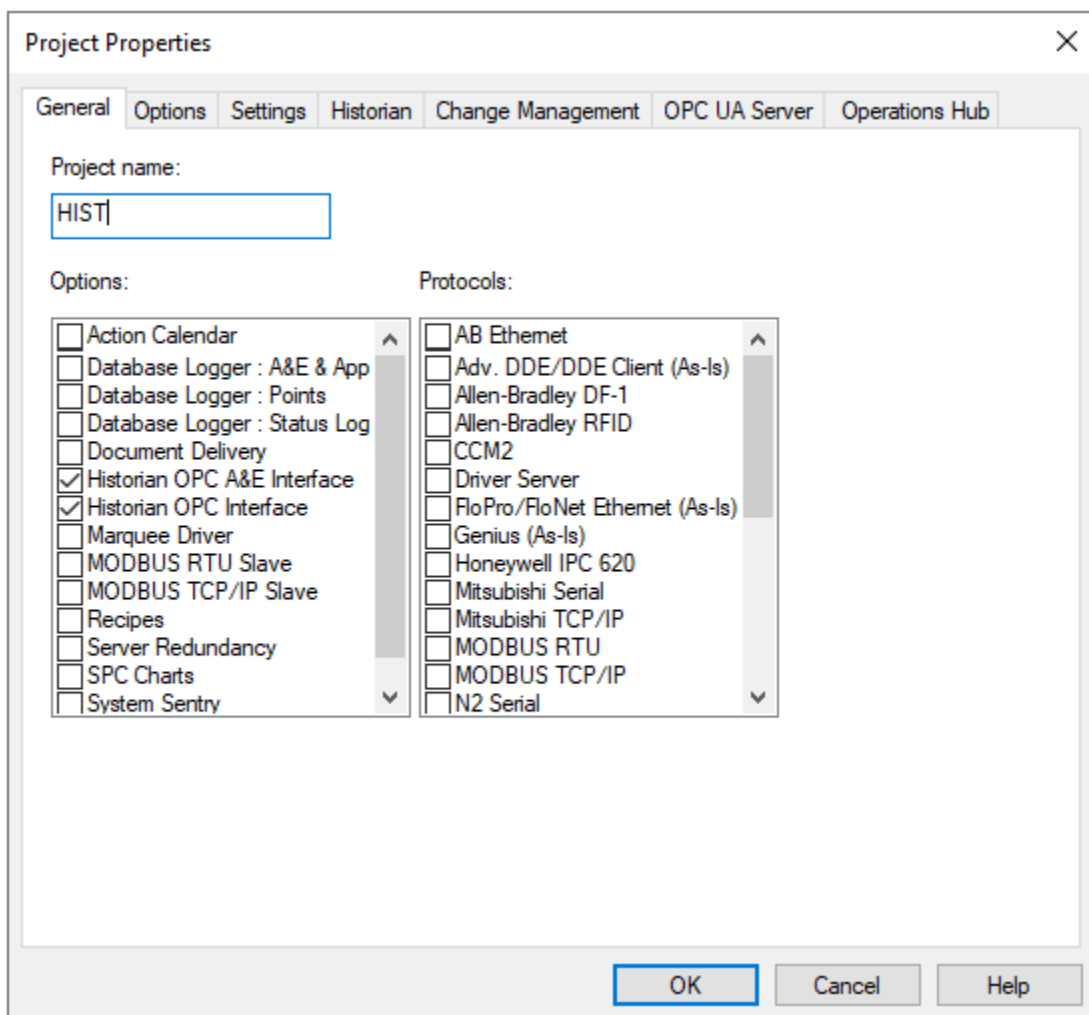 Project Properties
General Options Settings Historian Change Management OPC UA Server Operations Hub
Project name:
HIST
Options:
Action Calendar
Database Logger : A&E & App
Database Logger : Points
Database Logger : Status Log
Document Delivery
Historian OPC A&E Interface
Historian OPC Interface
Marquee Driver
MODBUS RTU Slave
MODBUS TCP/IP Slave
Recipes
Server Redundancy
SPC Charts
System Sentry
Protocols:
AB Ethernet
Adv. DDE/DDE Client (As-Is)
Allen-Bradley DF-1
Allen-Bradley RFID
CCM2
Driver Server
FloPro/FloNet Ethernet (As-Is)
Genius (As-Is)
Honeywell IPC 620
Mitsubishi Serial
Mitsubishi TCP/IP
MODBUS RTU
MODBUS TCP/IP
N2 Serial
OK Cancel Help